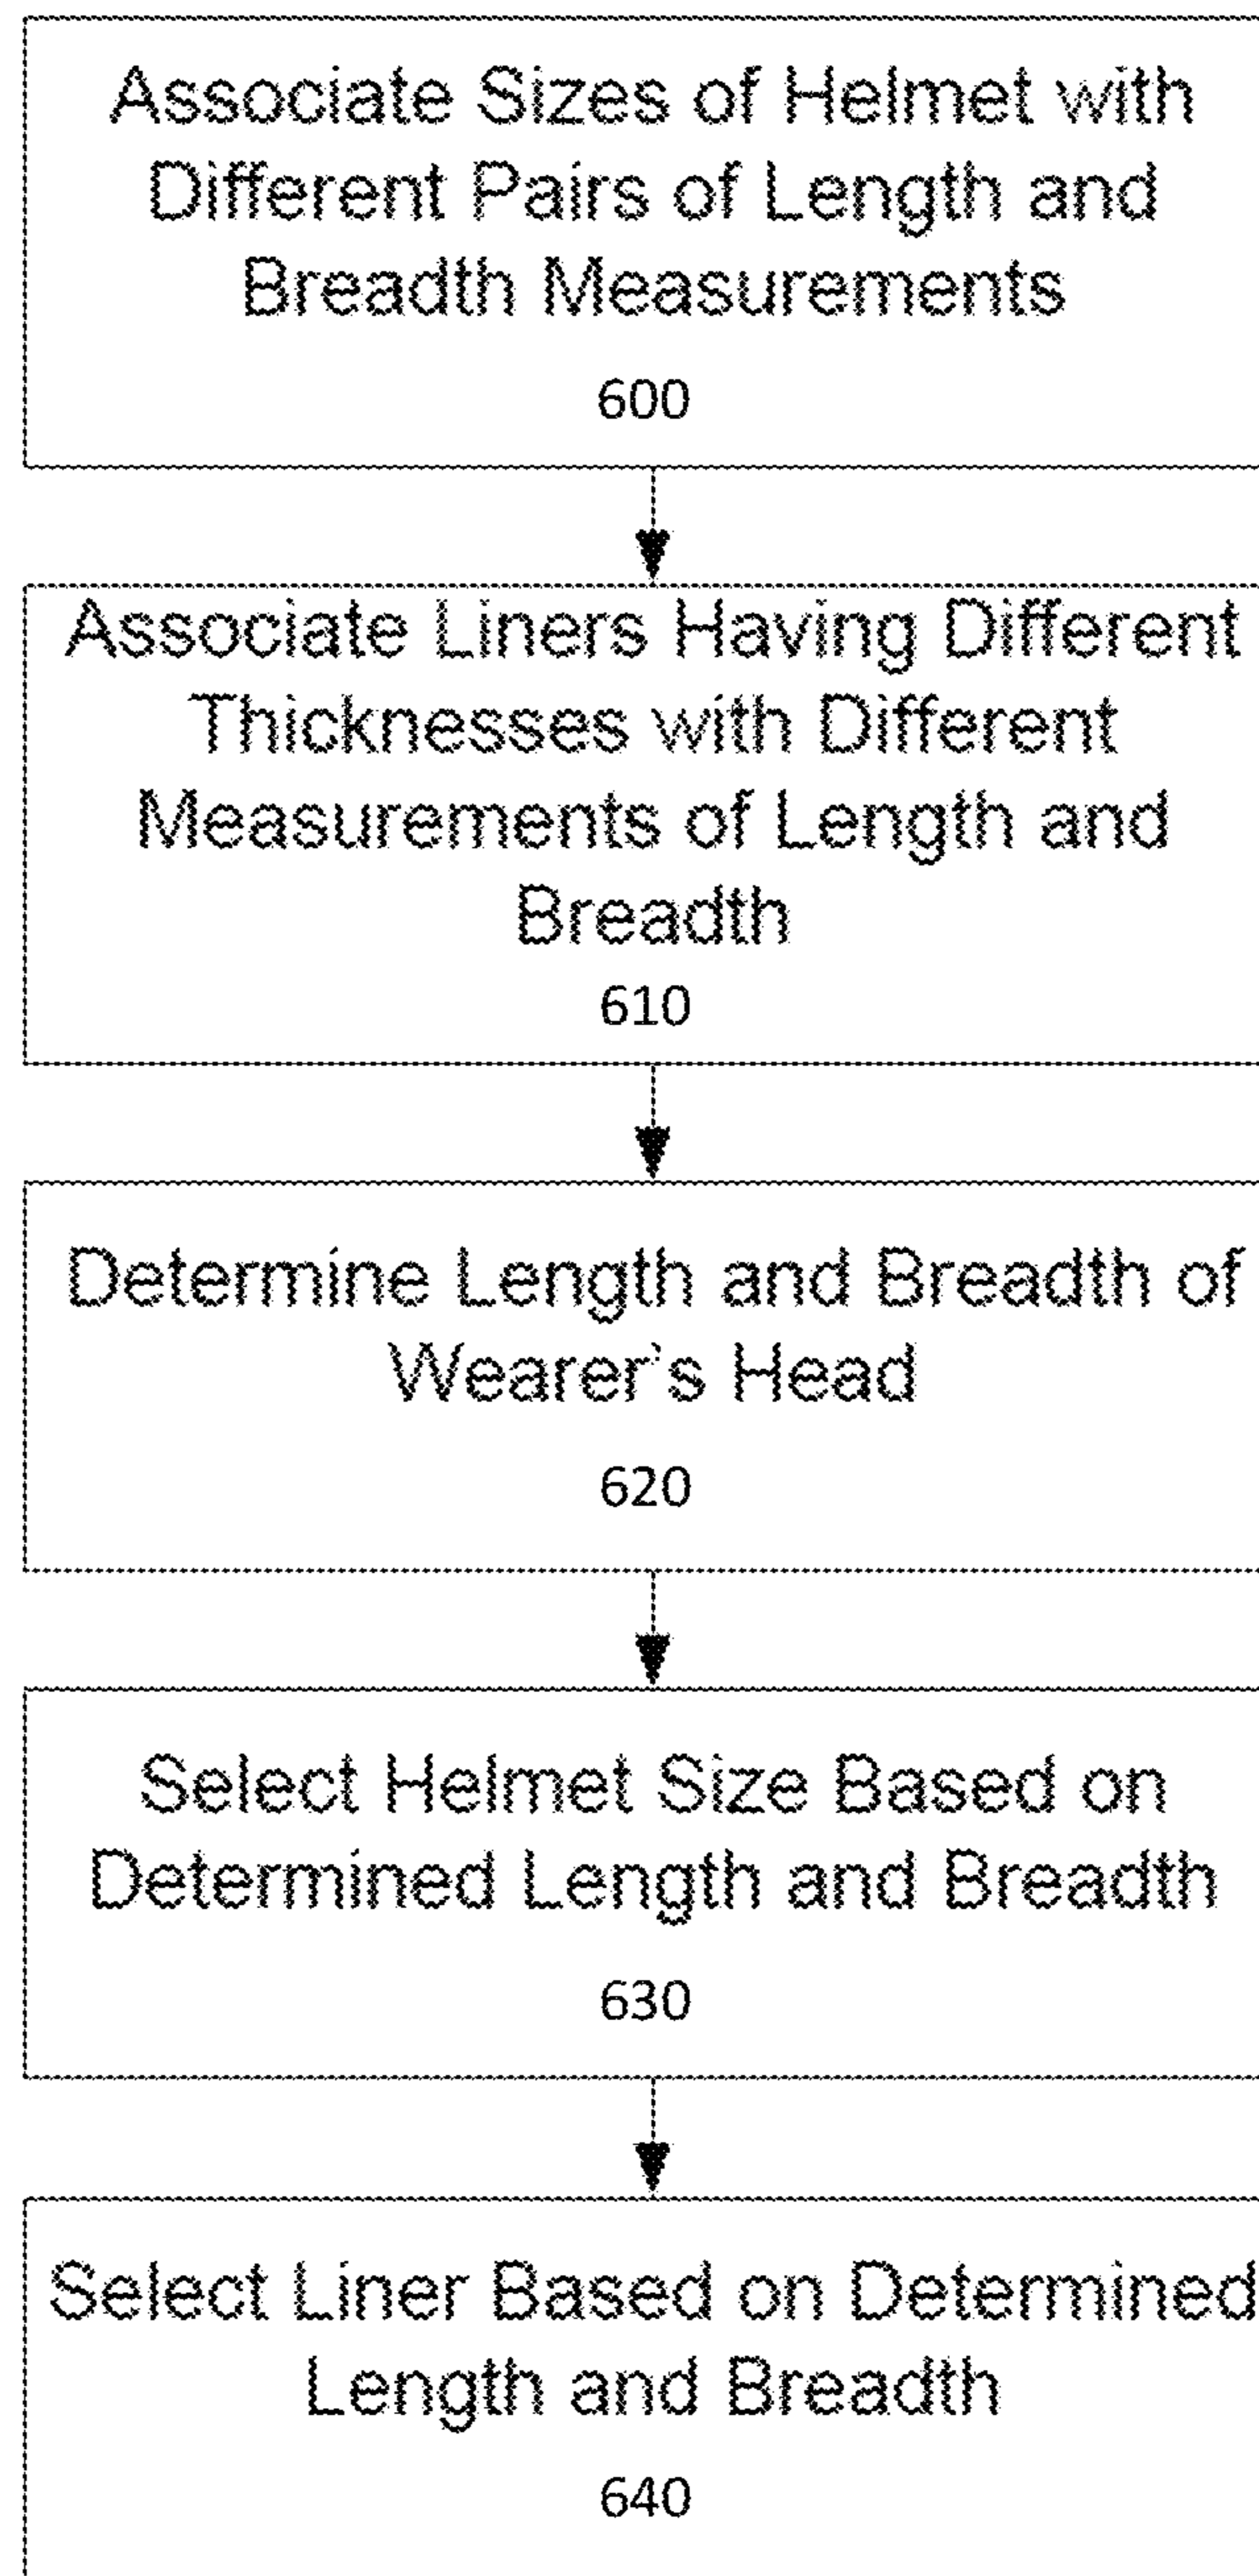 Associate Sizes of Helmet with
Different Pairs of Length and
Breadth Measurements
600
Associate Liners Having Different
Thicknesses with Different
Measurements of Length and
Breadth
610
Determine Length and Breadth of
Wearer's Head
620
Select Helmet Size Based on
Determined Length and Breadth
630
Select Liner Based on Determined
Length and Breadth
640